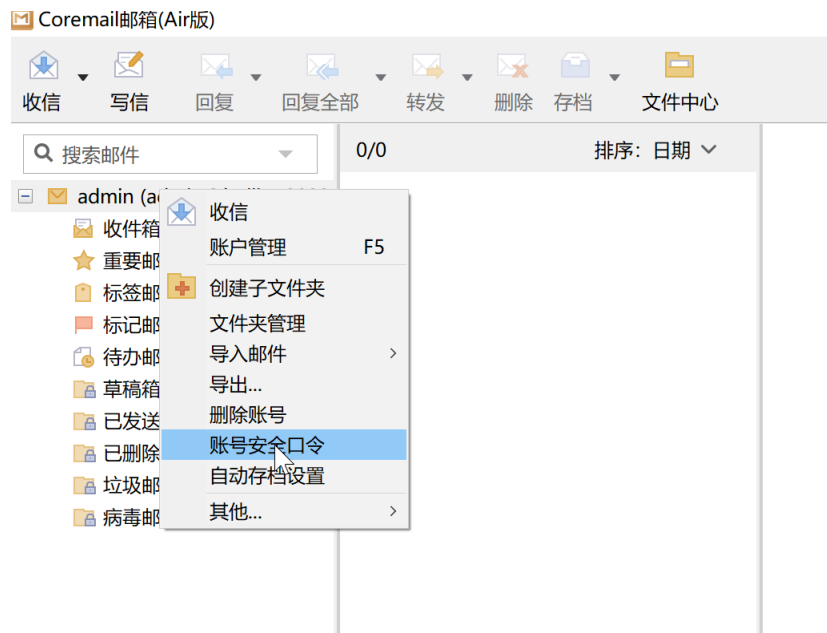 Coremail邮箱(Air版)
收信 写信 回复 回复全部 转发 删除 存档 文件中心
搜索邮件
0/0 排序：日期
admin
收件箱
重要邮
标签邮
标记邮
待办邮
草稿箱
已发送
已删除
垃圾邮
病毒邮
收信
账户管理 F5
创建子文件夹
文件夹管理
导入邮件
导出...
删除账号
账号安全口令
自动存档设置
其他...